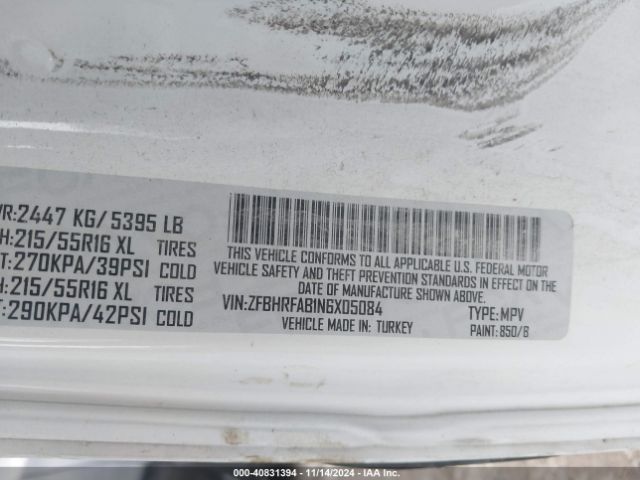 VR:2447 KG/ 5395 LB
H:215/55R16 XL TIRES
T:270KPA/39PSI COLD
H:215/55R16 XL TIRES
T:290KPA/42PSI COLD
THIS VEHICLE CONFORMS TO ALL APPLICABLE U.S. FEDERAL MOTOR
VEHICLE SAFETY AND THEFT PREVENTION STANDARDS IN EFFECT ON THE
DATE OF MANUFACTURE SHOWN ABOVE.
VIN:ZFBHRFAB1N6X05084 TYPE:MPV
VEHICLE MADE IN: TURKEY PAINT: 850/B
000-40831394 - 11/14/2024 - IAA Inc.